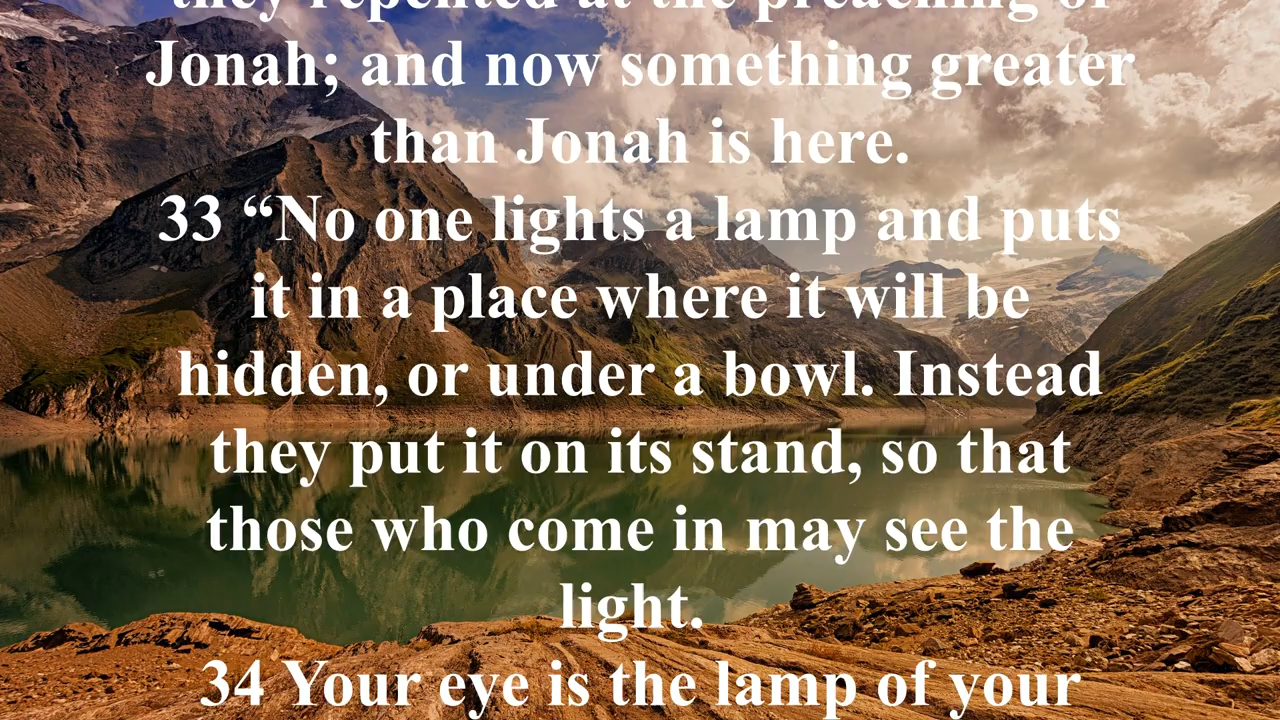 they repented at the preaching of
Jonah; and now something greater
than Jonah is here.
33 “No one lights a lamp and puts
it in a place where it will be
hidden, or under a bowl. Instead
they put it on its stand, so that
those who come in may see the
light.
34 Your eye is the lamp of your